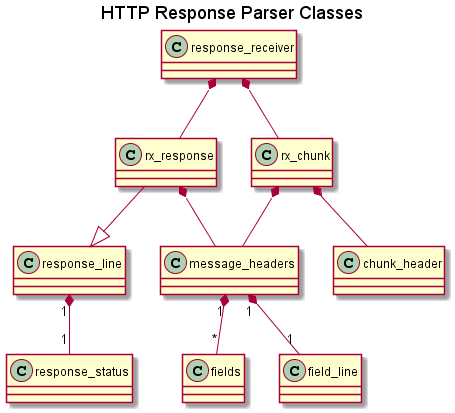 HTTP Response Parser Classes
C response_receiver
C rx_response
C rx_chunk
C response_line
C message_headers
C chunk_header
1
1
1
1
*
1
C response_status
C fields
C field_line